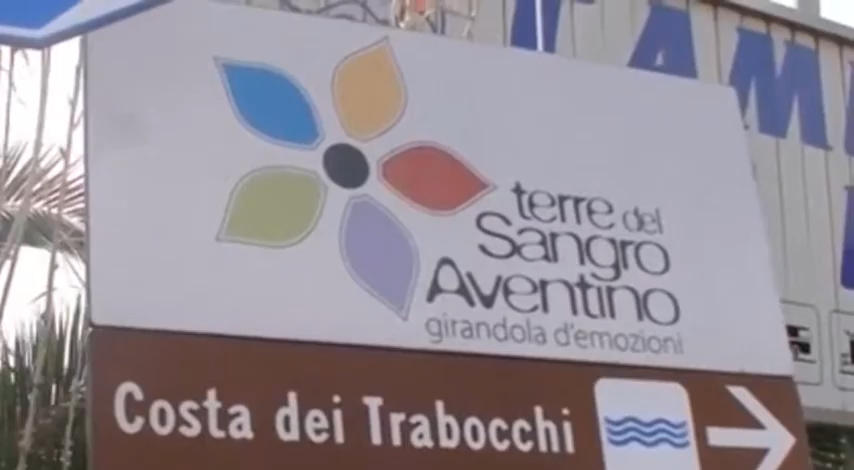 terre del
Sangro
Aventino
girandola d'emozioni
Costa dei Trabocchi